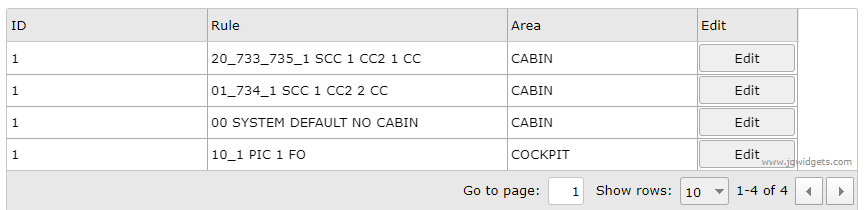 ID Rule Area Edit
1 20_733_735_1 SCC 1 CC2 1 CC CABIN Edit
1 01_734_1 SCC 1 CC2 2 CC CABIN Edit
1 00 SYSTEM DEFAULT NO CABIN CABIN Edit
1 10_1 PIC 1 FO COCKPIT Edit
www.jqwidgets.com
Go to page: 1 Show rows: 10 1-4 of 4